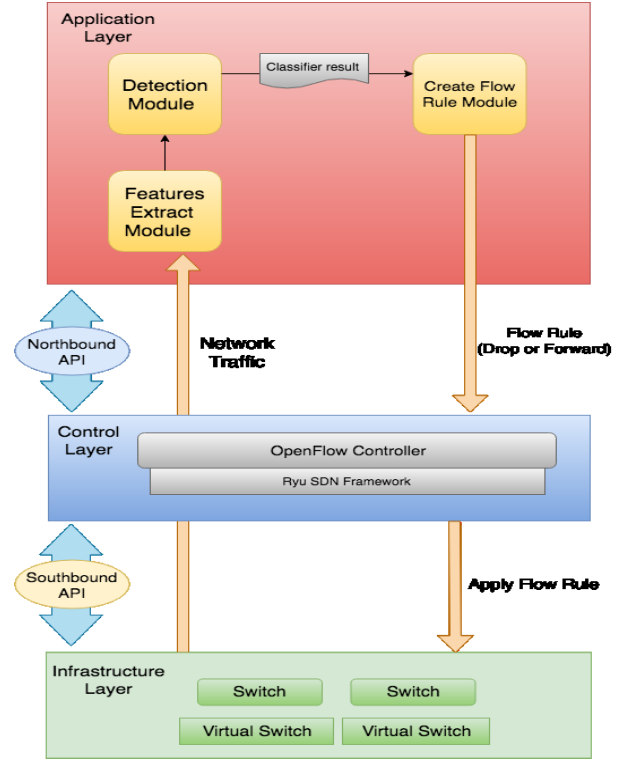 Application
Layer
Classifier result
Detection
Module
Create Flow
Rule Module
Features
Extract
Module
Northbound
API
Network
Traffic
Flow Rule
(Drop or Forward)
Control
Layer
OpenFlow Controller
Ryu SDN Framework
Southbound
API
Apply Flow Rule
Infrastructure
Layer
Switch
Switch
Virtual Switch
Virtual Switch